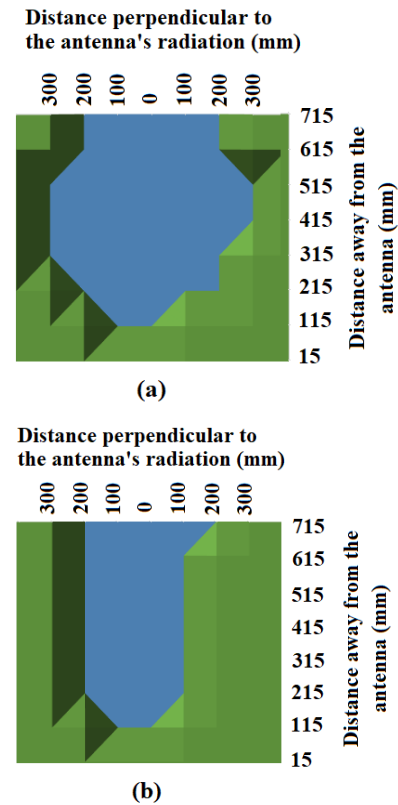 Distance perpendicular to
the antenna's radiation (mm)
300 200 100 0 100 200 300
715
615
515
415
315
215
115
15
Distance away from the
antenna (mm)
(a)
Distance perpendicular to
the antenna's radiation (mm)
300 200 100 0 100 200 300
715
615
515
415
315
215
115
15
Distance away from the
antenna (mm)
(b)